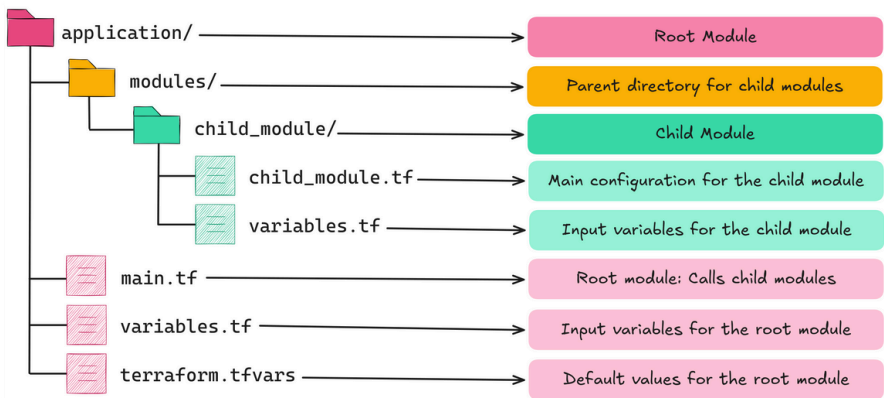 application/
Root Module
modules/
Parent directory for child modules
child_module/
Child Module
child_module.tf
Main configuration for the child module
variables.tf
Input variables for the child module
main.tf
Root module: Calls child modules
variables.tf
Input variables for the root module
terraform.tfvars
Default values for the root module